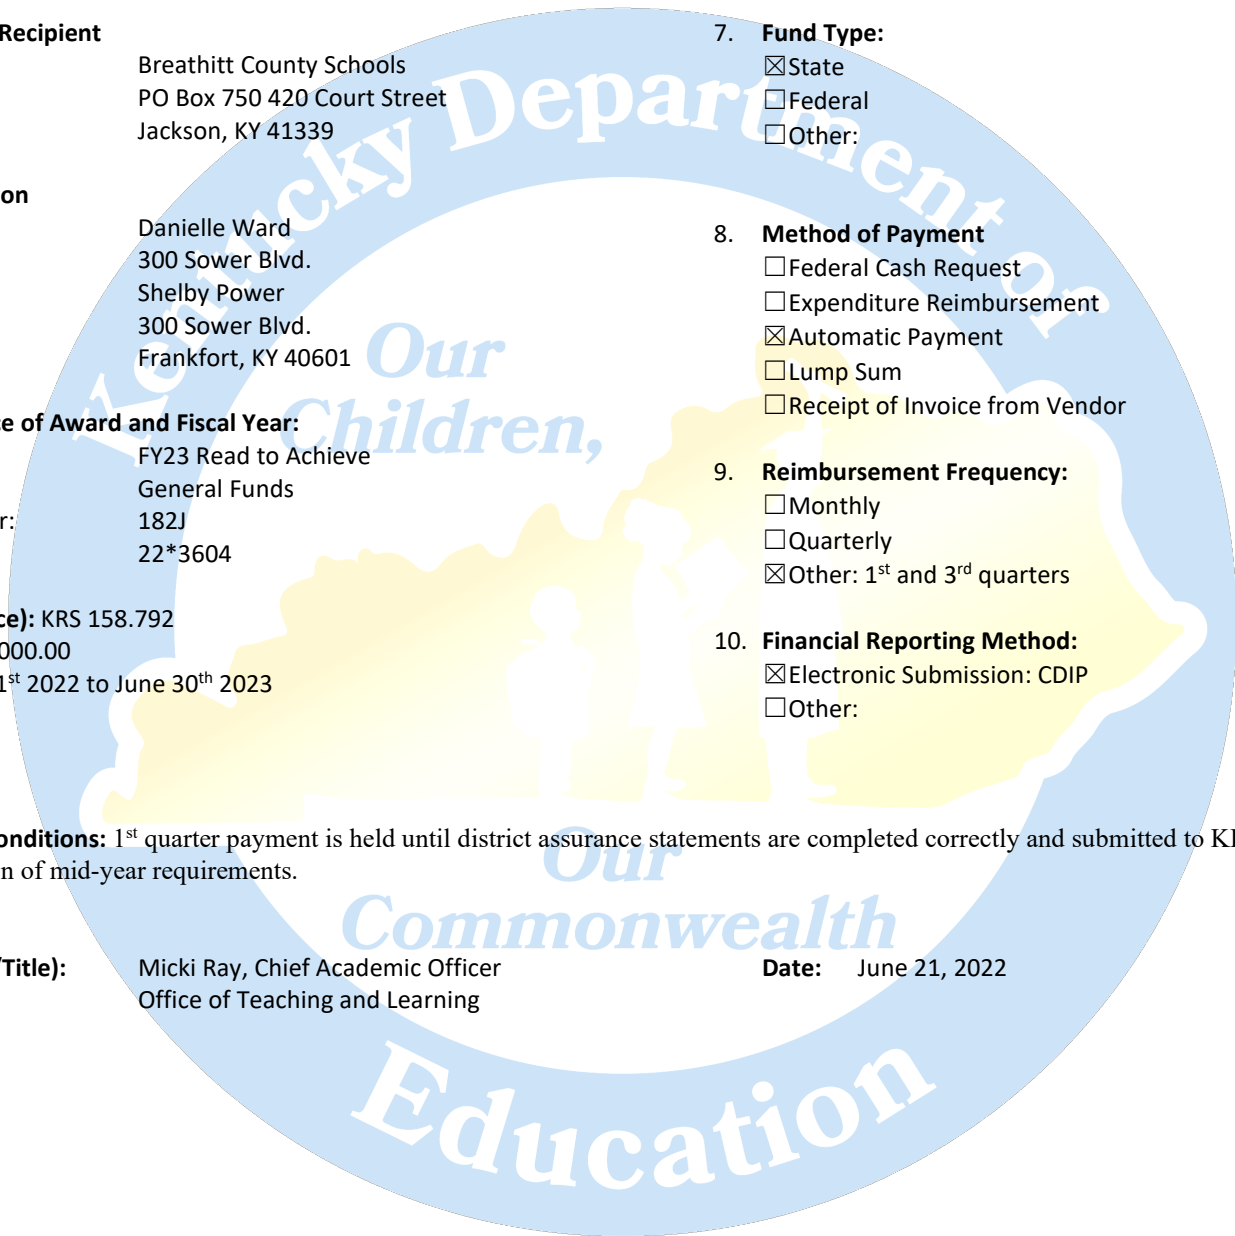 Recipient
Breathitt County Schools
PO Box 750 420 Court Street
Jackson, KY 41339
on
Danielle Ward
300 Sower Blvd.
Shelby Power
300 Sower Blvd.
Frankfort, KY 40601
e of Award and Fiscal Year:
FY23 Read to Achieve
General Funds
r: 182J
22*3604
ce): KRS 158.792
000.00
1st 2022 to June 30th 2023
7. Fund Type:
☒State
☐Federal
☐Other:
8. Method of Payment
☐Federal Cash Request
☐Expenditure Reimbursement
☒Automatic Payment
☐Lump Sum
☐Receipt of Invoice from Vendor
9. Reimbursement Frequency:
☐Monthly
☐Quarterly
☒Other: 1st and 3rd quarters
10. Financial Reporting Method:
☒Electronic Submission: CDIP
☐Other:
onditions: 1st quarter payment is held until district assurance statements are completed correctly and submitted to
n of mid-year requirements.
Title): Micki Ray, Chief Academic Officer Date: June 21, 2022
Office of Teaching and Learning
Kentucky Department of
Education
Our
Children,
Our
Commonwealth